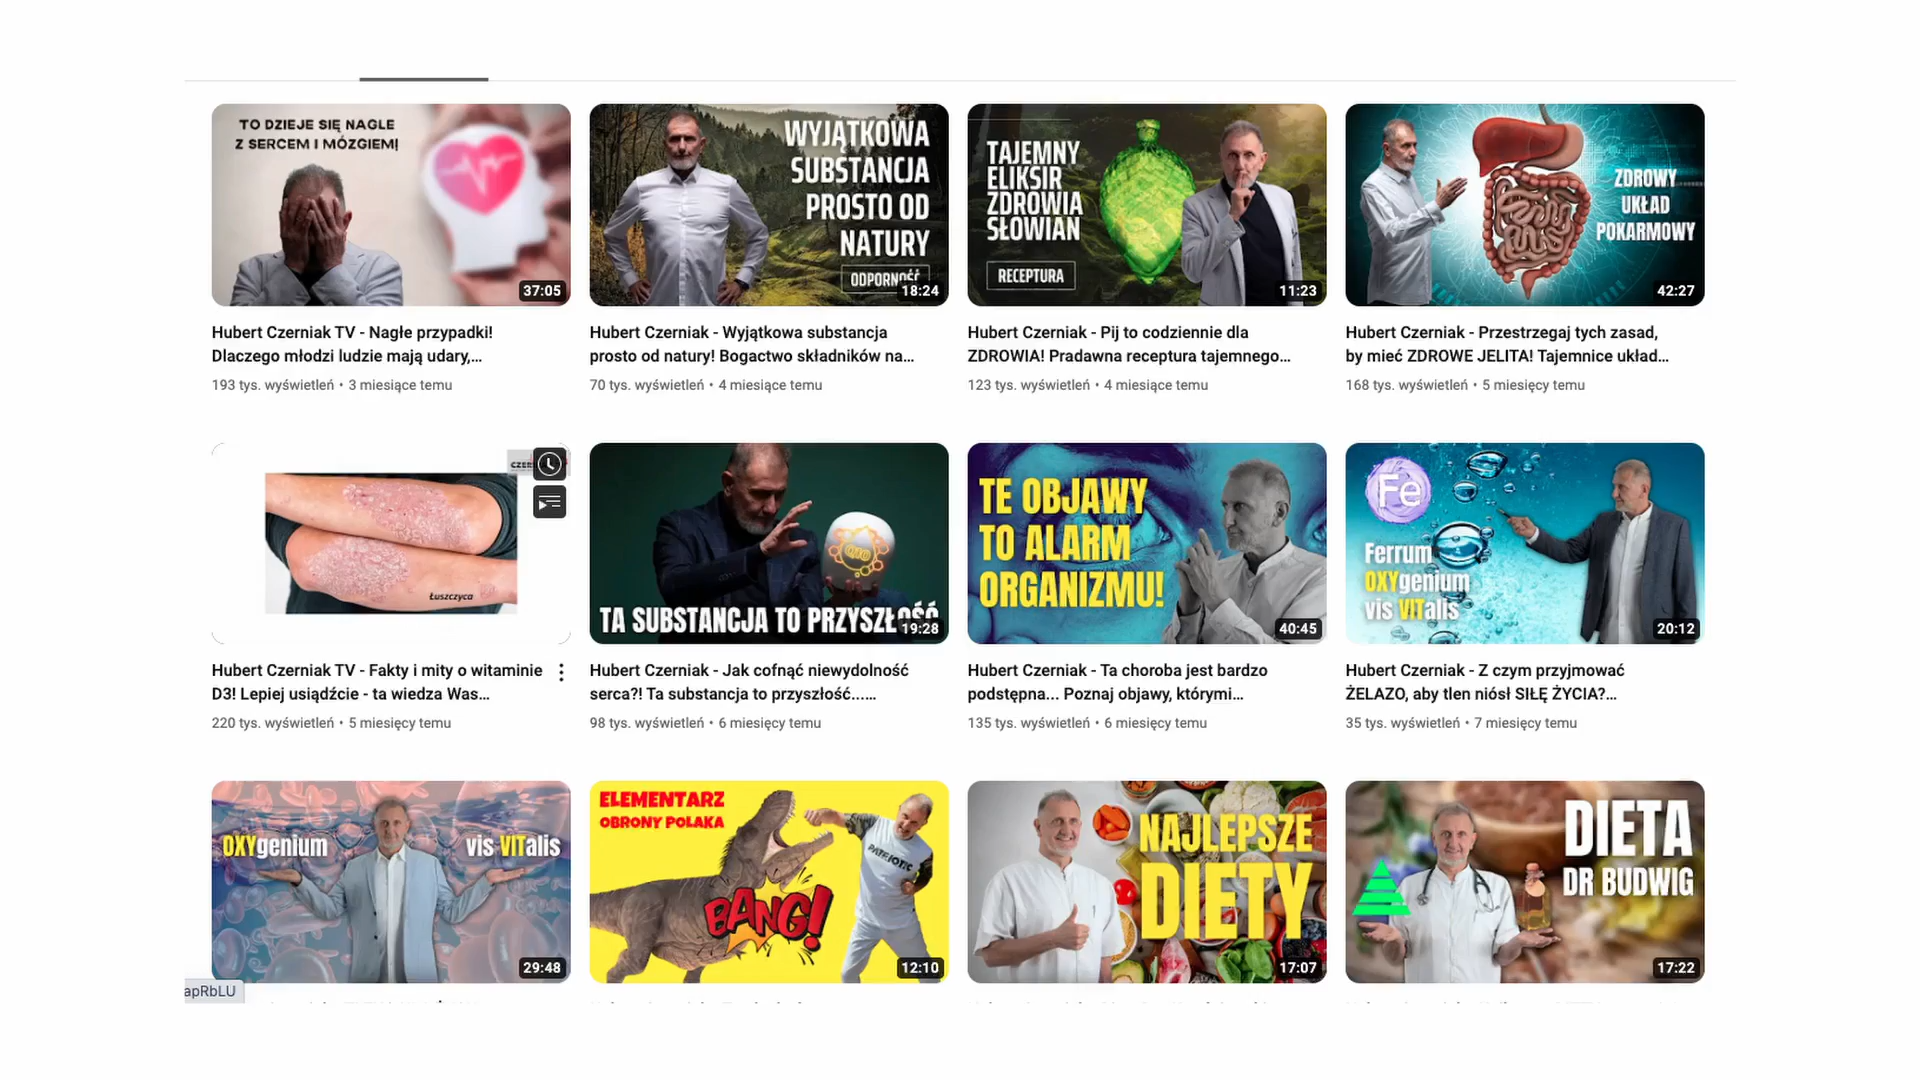 TO DZIEJE SIĘ NAGLE
Z SERCEM I MÓZGIEM!
37:05
Hubert Czerniak TV - Nagłe przypadki!
Dlaczego młodzi ludzie mają udary,...
193 tys. wyświetleń • 3 miesiące temu
WYJĄTKOWA
SUBSTANCJA
PROSTO OD
NATURY
ODPORNOŚĆ
18:24
Hubert Czerniak - Wyjątkowa substancja
prosto od natury! Bogactwo składników na...
70 tys. wyświetleń • 4 miesiące temu
TAJEMNY
ELIKSIR
ZDROWIA
SŁOWIAN
RECEPTURA
11:23
Hubert Czerniak - Pij to codziennie dla
ZDROWIA! Pradawna receptura tajemnego...
123 tys. wyświetleń • 4 miesiące temu
ZDROWY
UKŁAD
POKARMOWY
42:27
Hubert Czerniak - Przestrzegaj tych zasad,
by mieć ZDROWE JELITA! Tajemnice układ...
168 tys. wyświetleń • 5 miesięcy temu
Łuszczyca
Hubert Czerniak TV - Fakty i mity o witaminie
D3! Lepiej usiądźcie - ta wiedza Was...
220 tys. wyświetleń • 5 miesięcy temu
Q10
TA SUBSTANCJA TO PRZYSZŁOŚĆ
19:28
Hubert Czerniak - Jak cofnąć niewydolność
serca?! Ta substancja to przyszłość......
98 tys. wyświetleń • 6 miesięcy temu
TE OBJAWY
TO ALARM
ORGANIZMU!
40:45
Hubert Czerniak - Ta choroba jest bardzo
podstępna... Poznaj objawy, którymi...
135 tys. wyświetleń • 6 miesięcy temu
Fe
Ferrum
OXYgenium
vis VITalis
20:12
Hubert Czerniak - Z czym przyjmować
ŻELAZO, aby tlen niósł SIŁĘ ŻYCIA?...
35 tys. wyświetleń • 7 miesięcy temu
OXYgenium vis VITalis
29:48
ELEMENTARZ
OBRONY POLAKA
PATRIOTIC
BANG!
12:10
NAJLEPSZE
DIETY
17:07
DIETA
DR BUDWIG
17:22
apRbLU